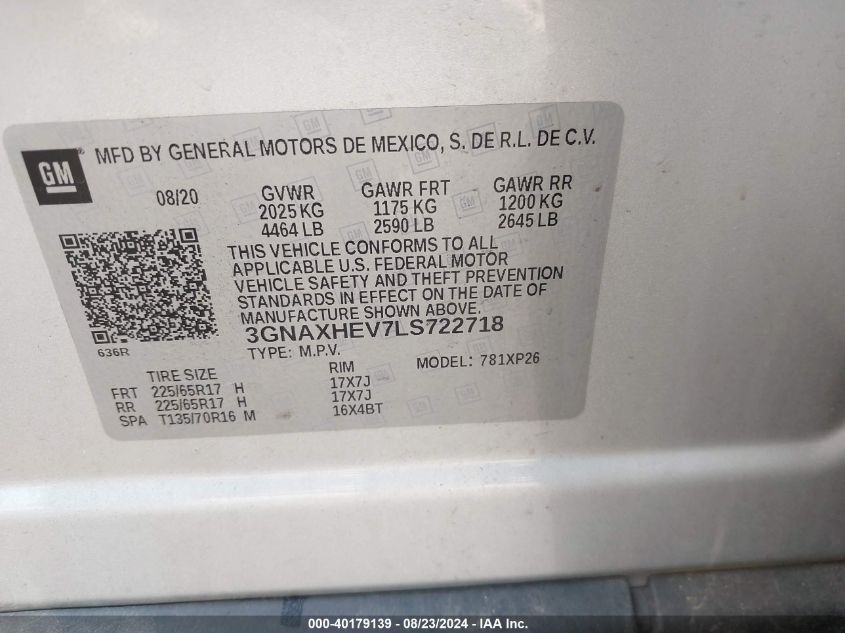 GM® MFD BY GENERAL MOTORS DE MEXICO, S. DE R.L. DE C.V.
08/20 GVWR GAWR FRT GAWR RR
2025 KG 1175 KG 1200 KG
4464 LB 2590 LB 2645 LB
THIS VEHICLE CONFORMS TO ALL
APPLICABLE U.S. FEDERAL MOTOR
VEHICLE SAFETY AND THEFT PREVENTION
STANDARDS IN EFFECT ON THE DATE OF
MANUFACTURE SHOWN ABOVE.
3GNAXHEV7LS722718
636R TYPE: M.P.V. MODEL: 781XP26
TIRE SIZE RIM
FRT 225/65R17 H 17X7J
RR 225/65R17 H 17X7J
SPA T135/70R16 M 16X4BT
000-40179139 - 08/23/2024 - IAA Inc.